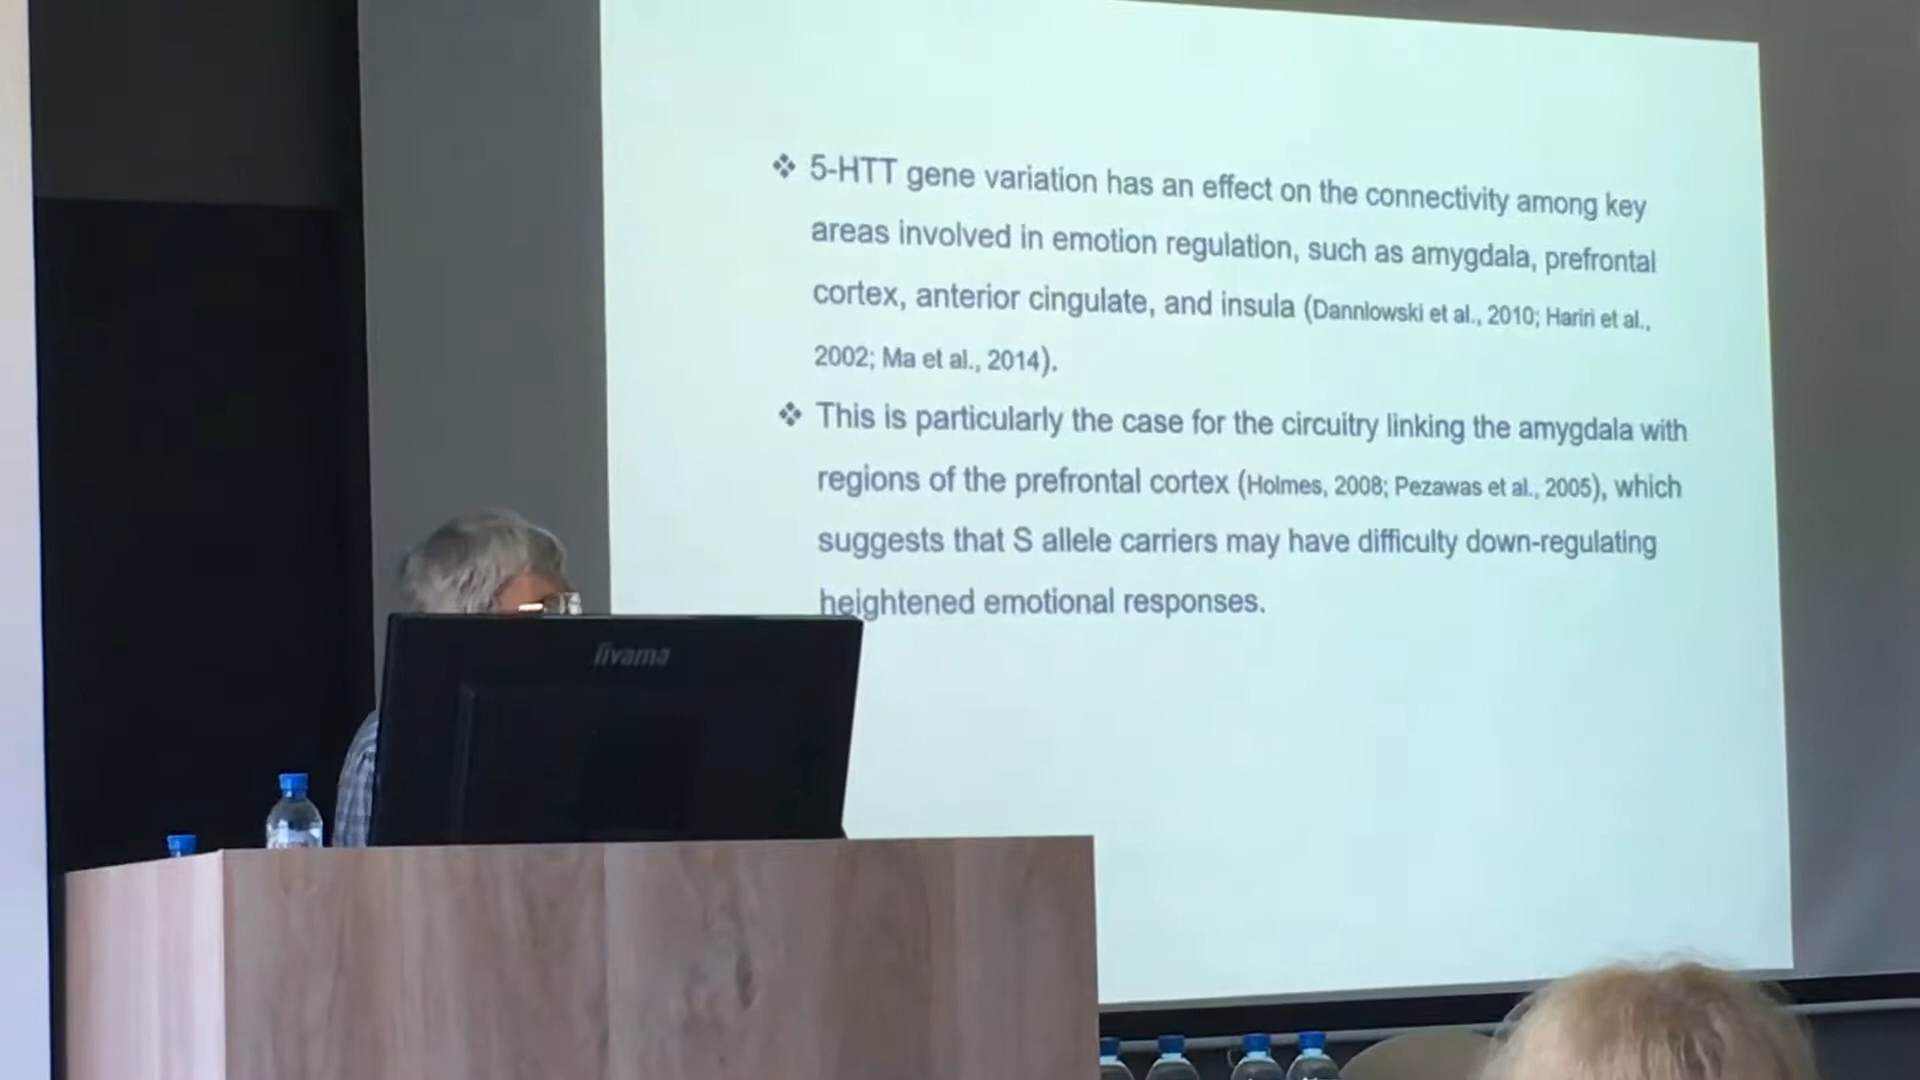 ❖ 5-HTT gene variation has an effect on the connectivity among key
areas involved in emotion regulation, such as amygdala, prefrontal
cortex, anterior cingulate, and insula (Dannlowski et al., 2010; Hariri et al.,
2002; Ma et al., 2014).
❖ This is particularly the case for the circuitry linking the amygdala with
regions of the prefrontal cortex (Holmes, 2008; Pezawas et al., 2005), which
suggests that S allele carriers may have difficulty down-regulating
heightened emotional responses.
iiyama